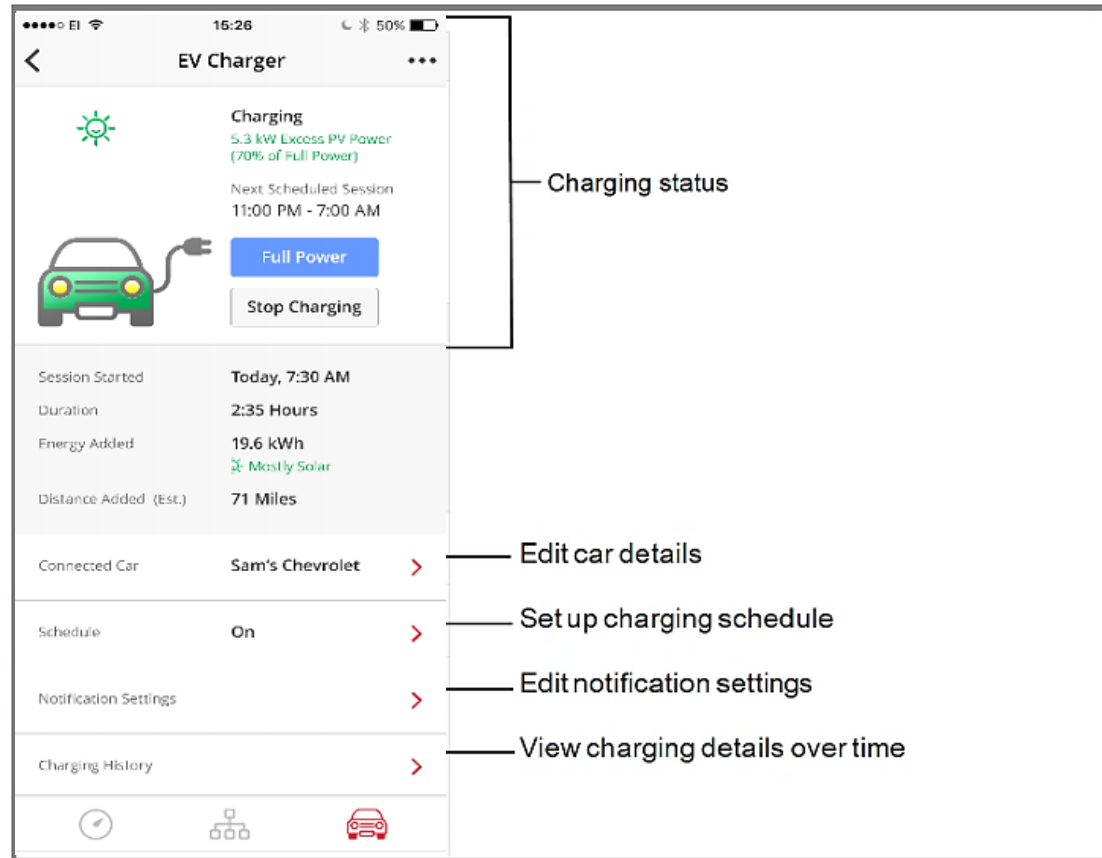 EI 15:26 50%
EV Charger
Charging
5.3 kW Excess PV Power
(70% of Full Power)
Next Scheduled Session
11:00 PM - 7:00 AM
Full Power
Stop Charging
Charging status
Session Started Today, 7:30 AM
Duration 2:35 Hours
Energy Added 19.6 kWh
Mostly Solar
Distance Added (Est.) 71 Miles
Connected Car Sam's Chevrolet
Edit car details
Schedule On
Set up charging schedule
Notification Settings
Edit notification settings
Charging History
View charging details over time